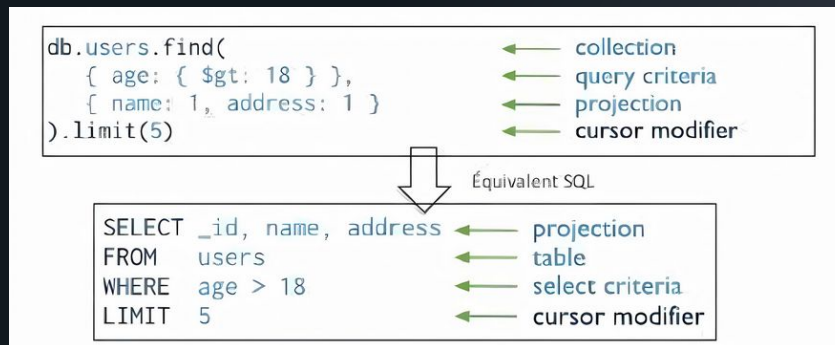 db.users.find( collection
{ age: { $gt: 18 } }, query criteria
{ name: 1, address: 1 } projection
).limit(5) cursor modifier
Équivalent SQL
SELECT _id, name, address projection
FROM users table
WHERE age > 18 select criteria
LIMIT 5 cursor modifier